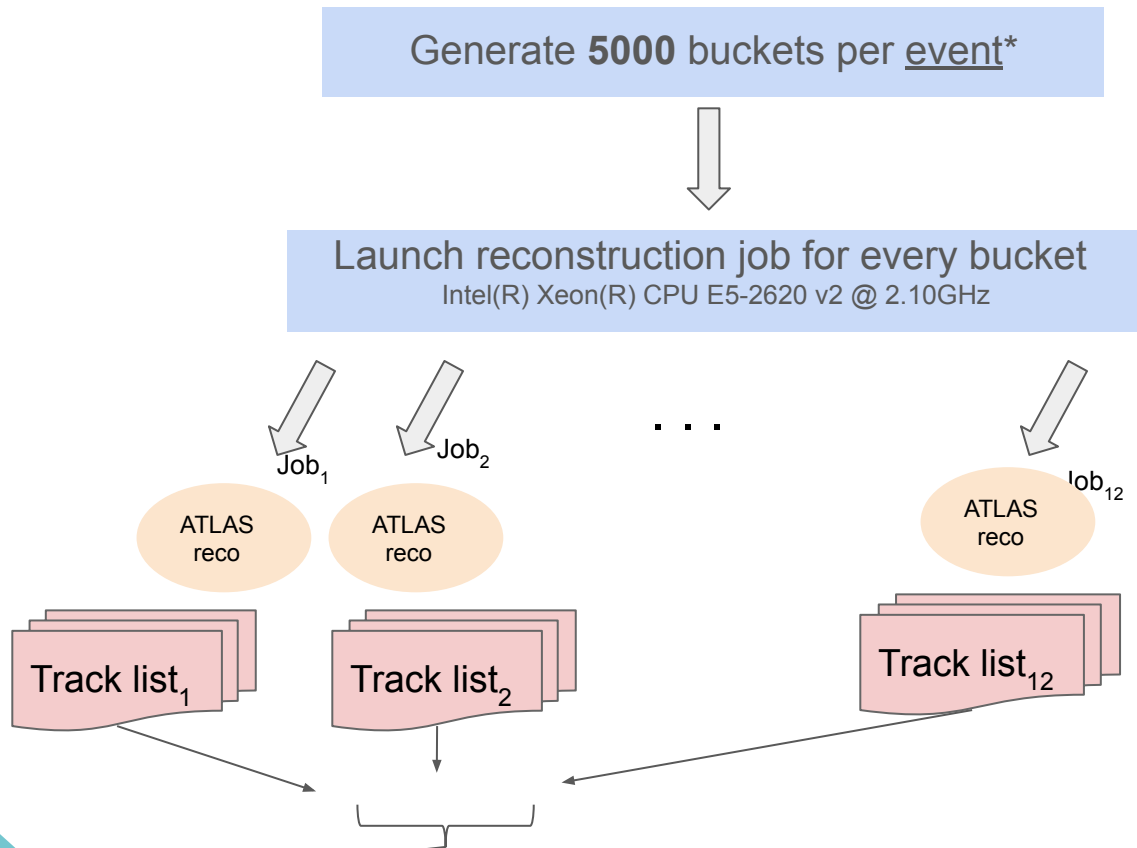 Generate 5000 buckets per event*
Launch reconstruction job for every bucket
Intel(R) Xeon(R) CPU E5-2620 v2 @ 2.10GHz
. . .
Job1
Job2
Job12
ATLAS
reco
ATLAS
reco
ATLAS
reco
Track list1
Track list2
Track list12